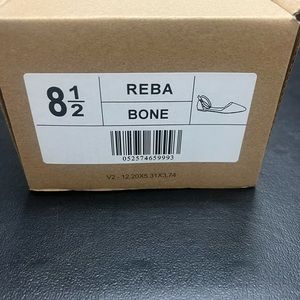 8 1/2
REBA
BONE
052574659993
V2 - 12.20X5.31X3.74